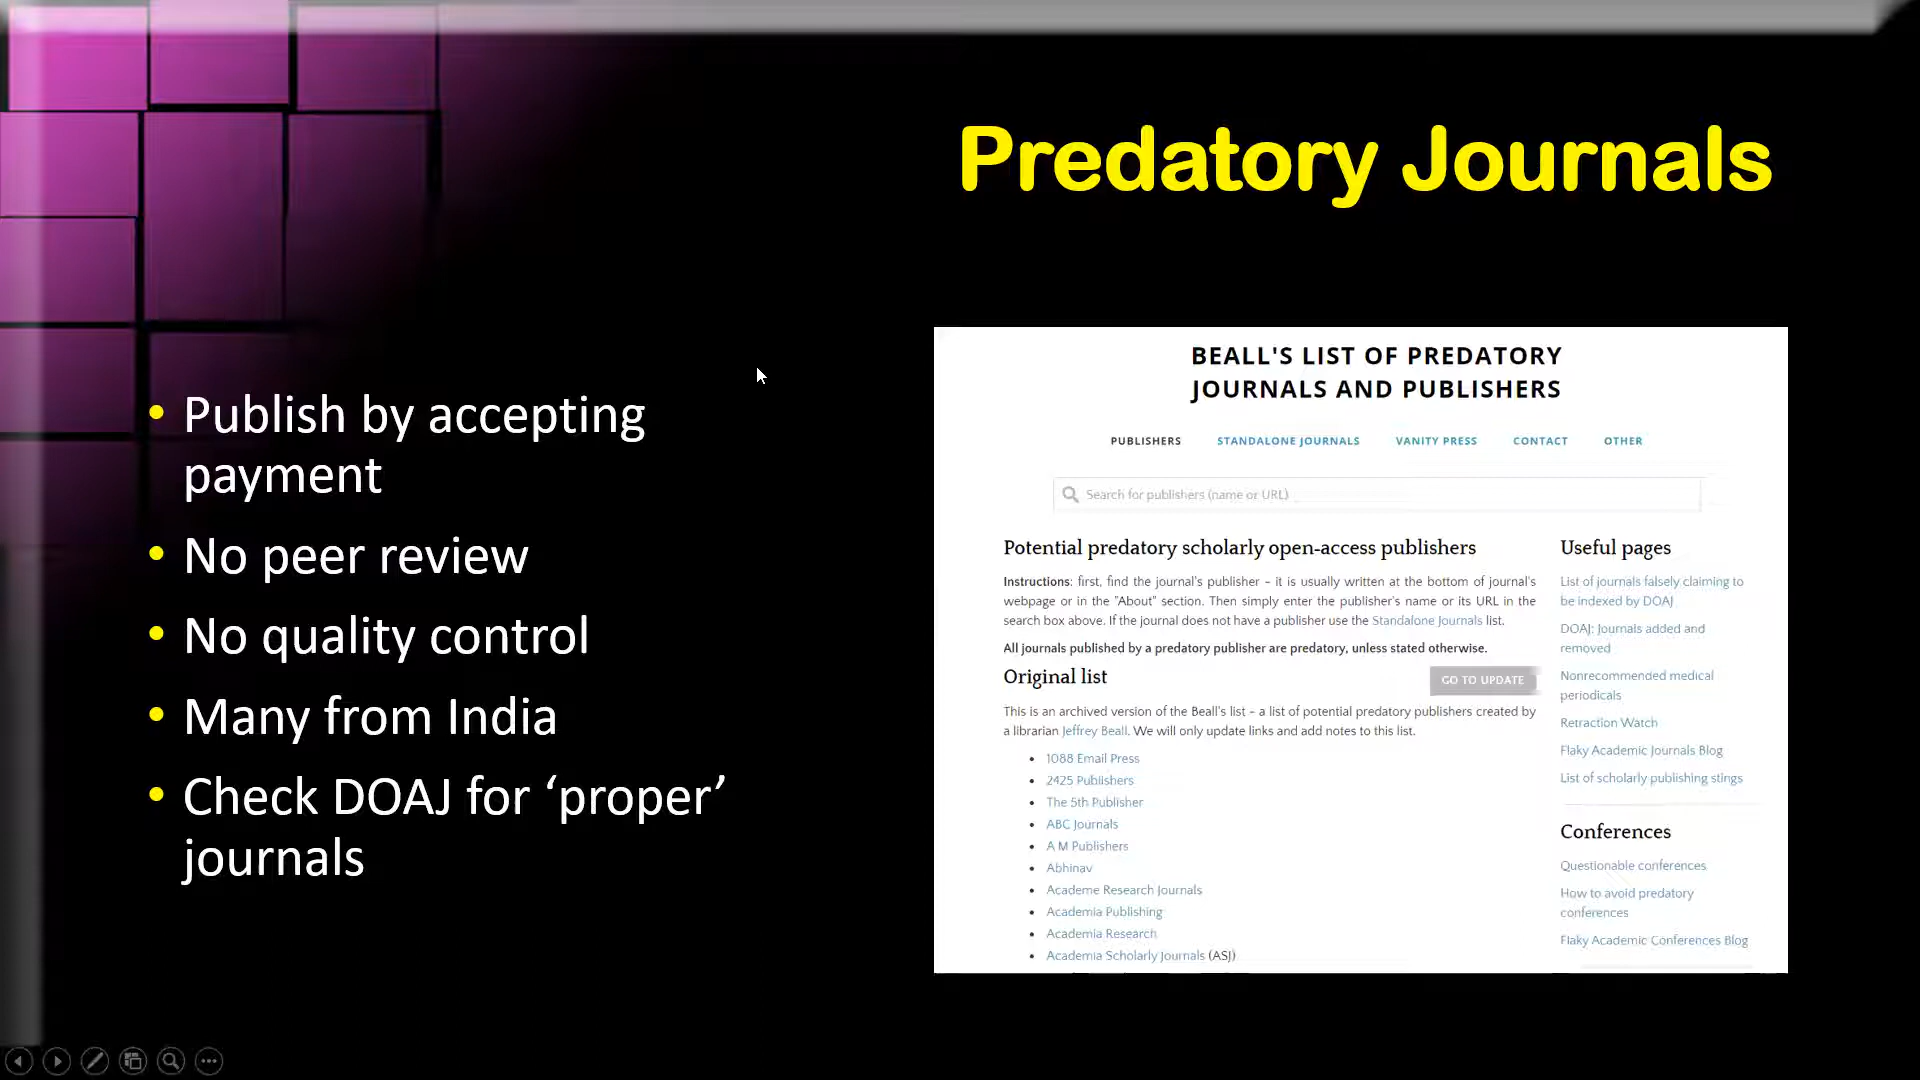 Predatory Journals
• Publish by accepting
payment
• No peer review
• No quality control
• Many from India
• Check DOAJ for ‘proper’
journals
BEALL'S LIST OF PREDATORY
JOURNALS AND PUBLISHERS
PUBLISHERS STANDALONE JOURNALS VANITY PRESS CONTACT OTHER
Search for publishers (name or URL)
Potential predatory scholarly open-access publishers
Instructions: first, find the journal's publisher – it is usually written at the bottom of journal's
webpage or in the "About" section. Then simply enter the publisher's name or its URL in the
search box above. If the journal does not have a publisher use the Standalone Journals list.
All journals published by a predatory publisher are predatory, unless stated otherwise.
Original list
GO TO UPDATE
This is an archived version of the Beall's list – a list of potential predatory publishers created by
a librarian Jeffrey Beall. We will only update links and add notes to this list.
• 1088 Email Press
• 2425 Publishers
• The 5th Publisher
• ABC Journals
• A M Publishers
• Abhinav
• Academe Research Journals
• Academia Publishing
• Academia Research
• Academia Scholarly Journals (ASJ)
Useful pages
List of journals falsely claiming to
be indexed by DOAJ
DOAJ: Journals added and
removed
Nonrecommended medical
periodicals
Retraction Watch
Flaky Academic Journals Blog
List of scholarly publishing stings
Conferences
Questionable conferences
How to avoid predatory
conferences
Flaky Academic Conferences Blog